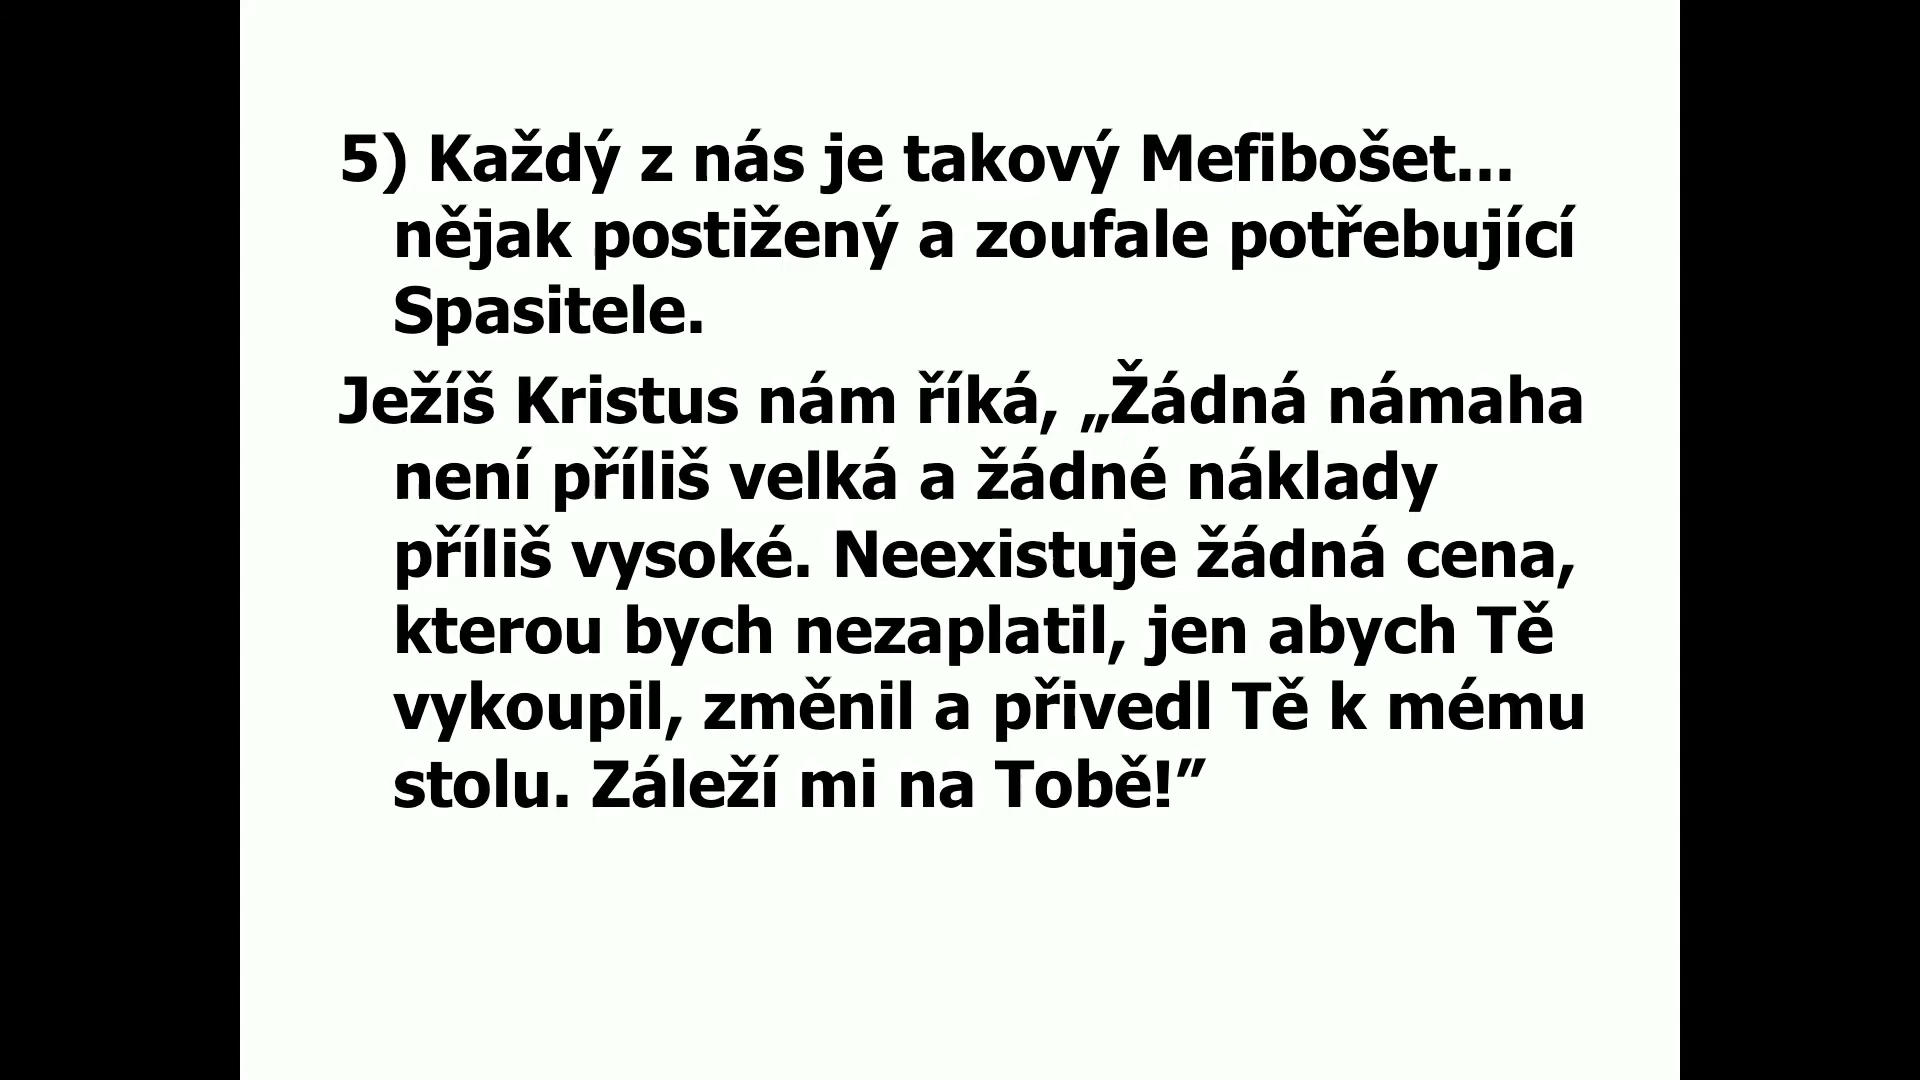 5) Každý z nás je takový Mefibošet...
nějak postižený a zoufale potřebující
Spasitele.
Ježíš Kristus nám říká, „Žádná námaha
není příliš velká a žádné náklady
příliš vysoké. Neexistuje žádná cena,
kterou bych nezaplatil, jen abych Tě
vykoupil, změnil a přivedl Tě k mému
stolu. Záleží mi na Tobě!”